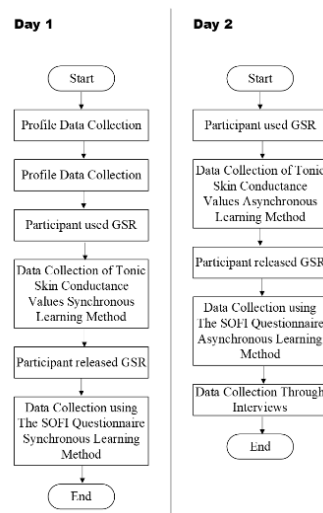 Day 1
Start
Profile Data Collection
Profile Data Collection
Participant used GSR
Data Collection of Tonic
Skin Conductance
Values Synchronous
Learning Method
Participant released GSR
Data Collection using
The SOFI Questionnaire
Synchronous Learning
Method
End
Day 2
Start
Participant used GSR
Data Collection of Tonic
Skin Conductance
Values Asynchronous
Learning Method
Participant released GSR
Data Collection using
The SOFI Questionnaire
Asynchronous Learning
Method
Data Collection Through
Interviews
End